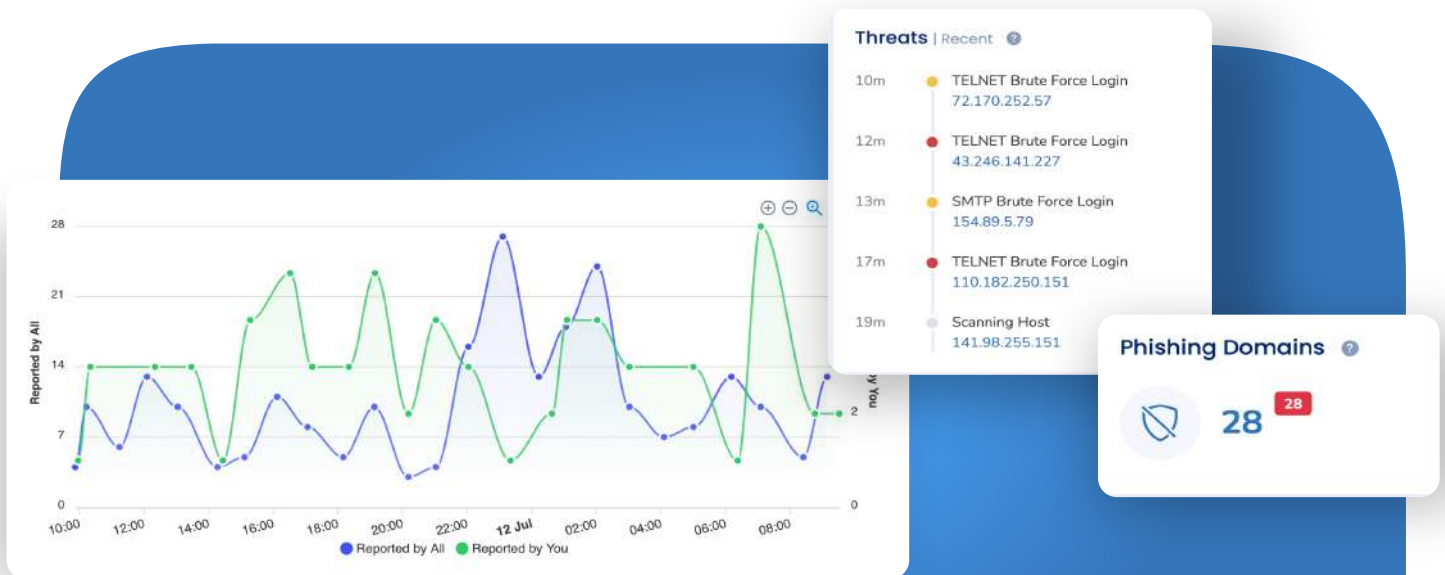 Threats | Recent
10m TELNET Brute Force Login
72.170.252.57
12m TELNET Brute Force Login
43.246.141.227
13m SMTP Brute Force Login
154.89.5.79
17m TELNET Brute Force Login
110.182.250.151
19m Scanning Host
141.98.255.151
Phishing Domains
28 28
28
21
14
7
0
Reported by All
by You
2
0
10:00 12:00 14:00 16:00 18:00 20:00 22:00 12 Jul 02:00 04:00 06:00 08:00
Reported by All Reported by You